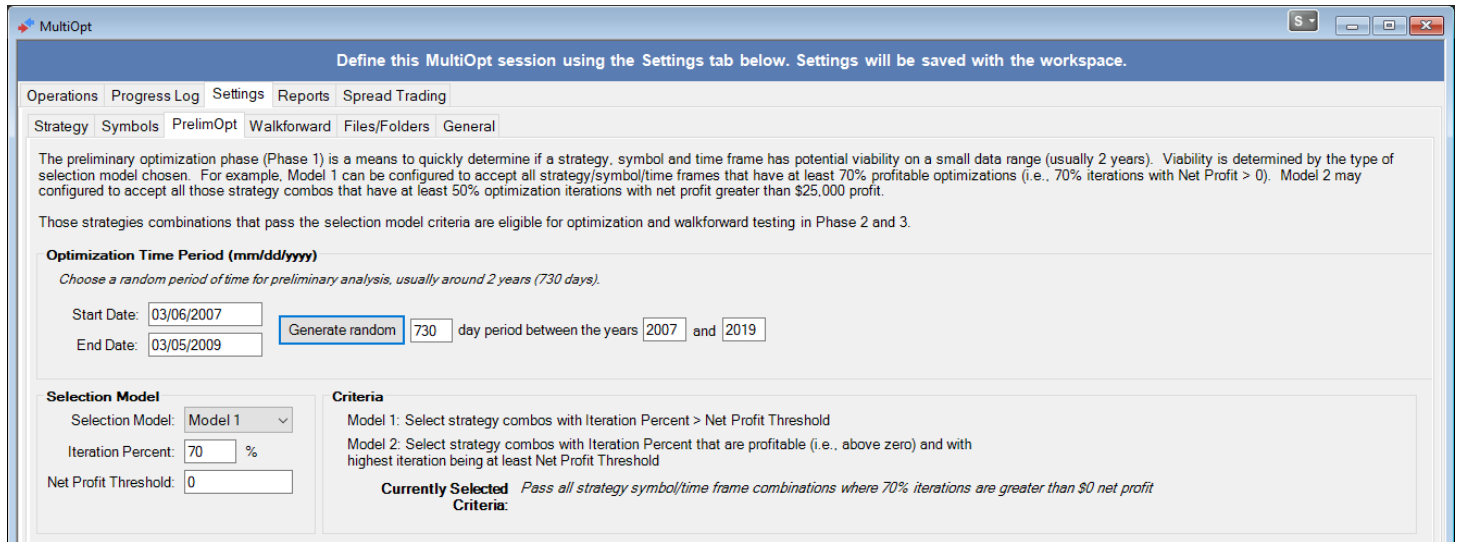 MultiOpt
S
Define this MultiOpt session using the Settings tab below. Settings will be saved with the workspace.
Operations Progress Log Settings Reports Spread Trading
Strategy Symbols PrelimOpt Walkforward Files/Folders General
The preliminary optimization phase (Phase 1) is a means to quickly determine if a strategy, symbol and time frame has potential viability on a small data range (usually 2 years). Viability is determined by the type of
selection model chosen. For example, Model 1 can be configured to accept all strategy/symbol/time frames that have at least 70% profitable optimizations (i.e., 70% iterations with Net Profit > 0). Model 2 may
configured to accept all those strategy combos that have at least 50% optimization iterations with net profit greater than $25,000 profit.
Those strategies combinations that pass the selection model criteria are eligible for optimization and walkforward testing in Phase 2 and 3.
Optimization Time Period (mm/dd/yyyy)
Choose a random period of time for preliminary analysis, usually around 2 years (730 days).
Start Date: 03/06/2007
End Date: 03/05/2009
Generate random 730 day period between the years 2007 and 2019
Selection Model
Selection Model: Model 1
Iteration Percent: 70 %
Net Profit Threshold: 0
Criteria
Model 1: Select strategy combos with Iteration Percent > Net Profit Threshold
Model 2: Select strategy combos with Iteration Percent that are profitable (i.e., above zero) and with
highest iteration being at least Net Profit Threshold
Currently Selected Pass all strategy symbol/time frame combinations where 70% iterations are greater than $0 net profit
Criteria: